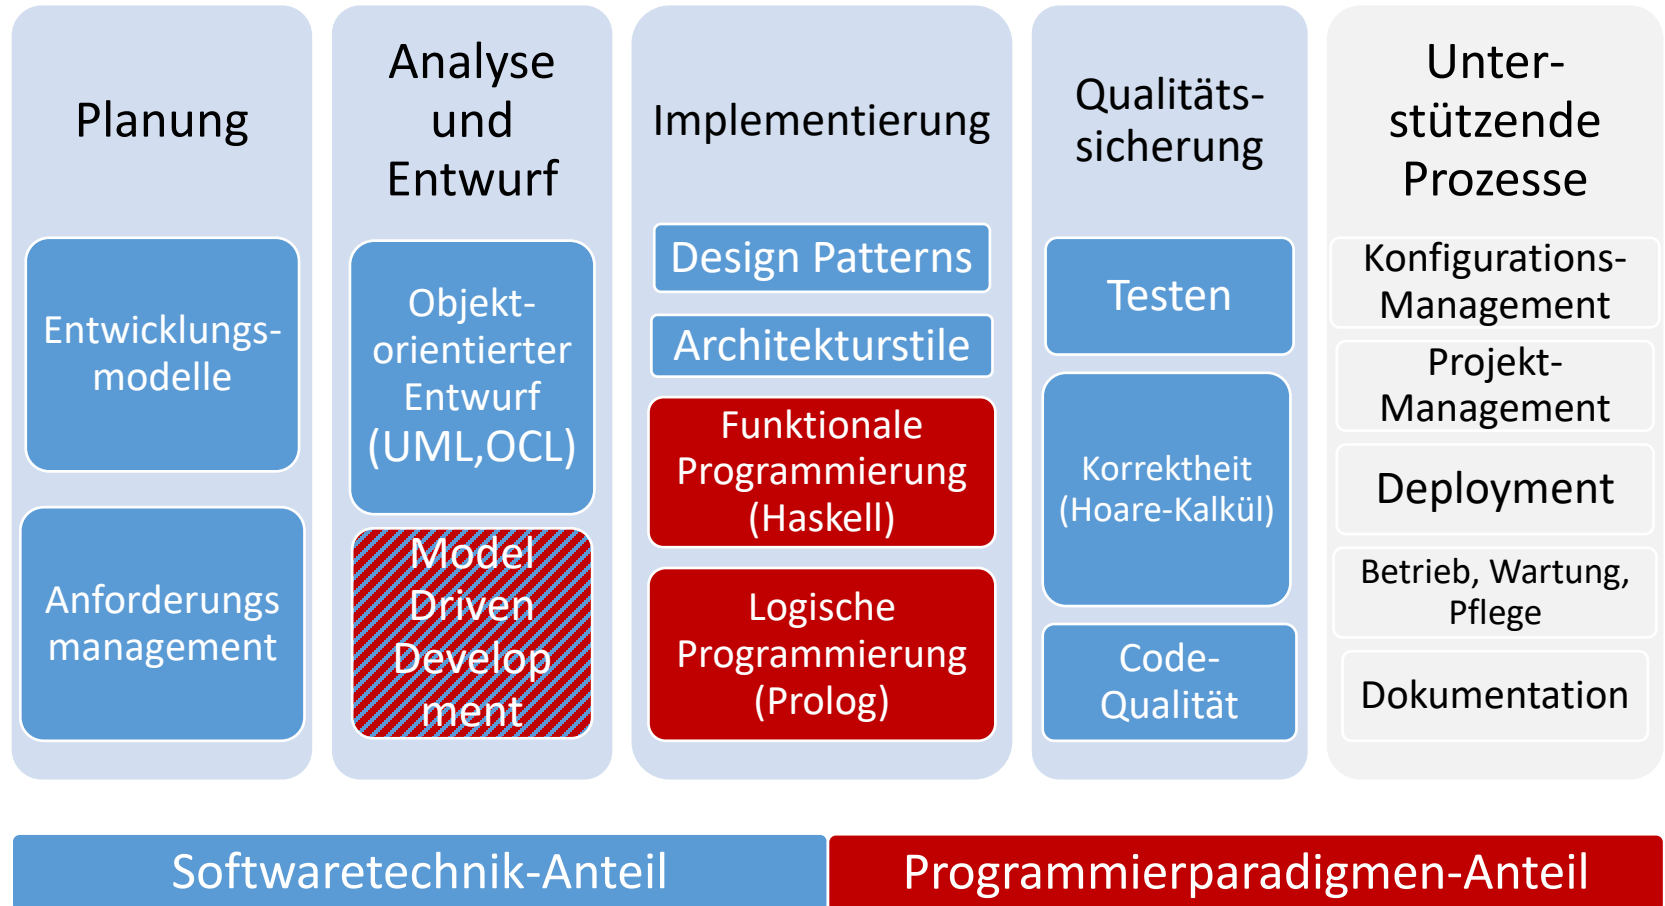 Planung
Entwicklungs-
modelle
Anforderungs
management
Analyse
und
Entwurf
Objekt-
orientierter
Entwurf
(UML,OCL)
Model
Driven
Develop
ment
Implementierung
Design Patterns
Architekturstile
Funktionale
Programmierung
(Haskell)
Logische
Programmierung
(Prolog)
Qualitäts-
sicherung
Testen
Korrektheit
(Hoare-Kalkül)
Code-
Qualität
Unter-
stützende
Prozesse
Konfigurations-
Management
Projekt-
Management
Deployment
Betrieb, Wartung,
Pflege
Dokumentation
Softwaretechnik-Anteil
Programmierparadigmen-Anteil